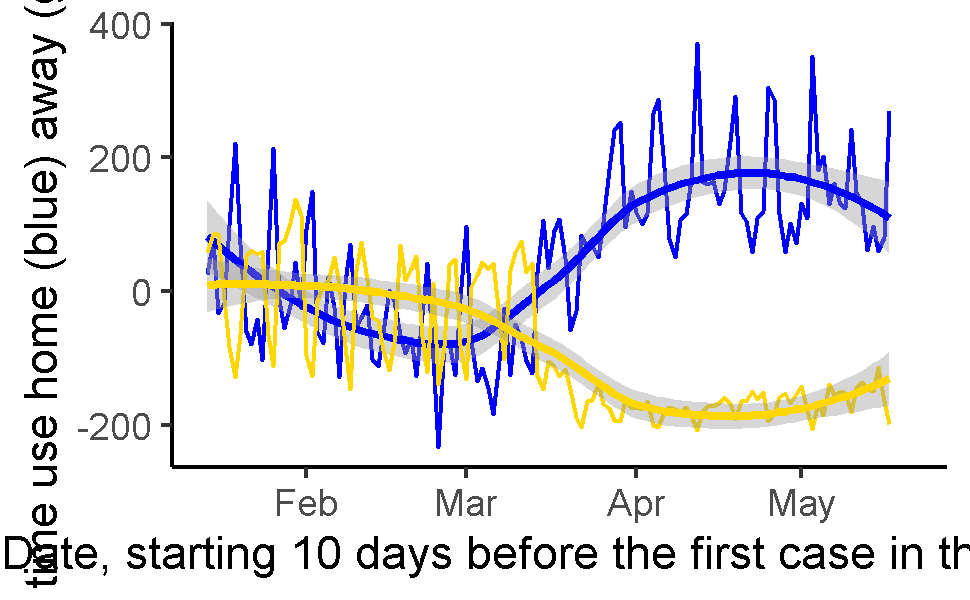 400
200
0
-200
time use home (blue) away
Feb Mar Apr May
Date, starting 10 days before the first case in